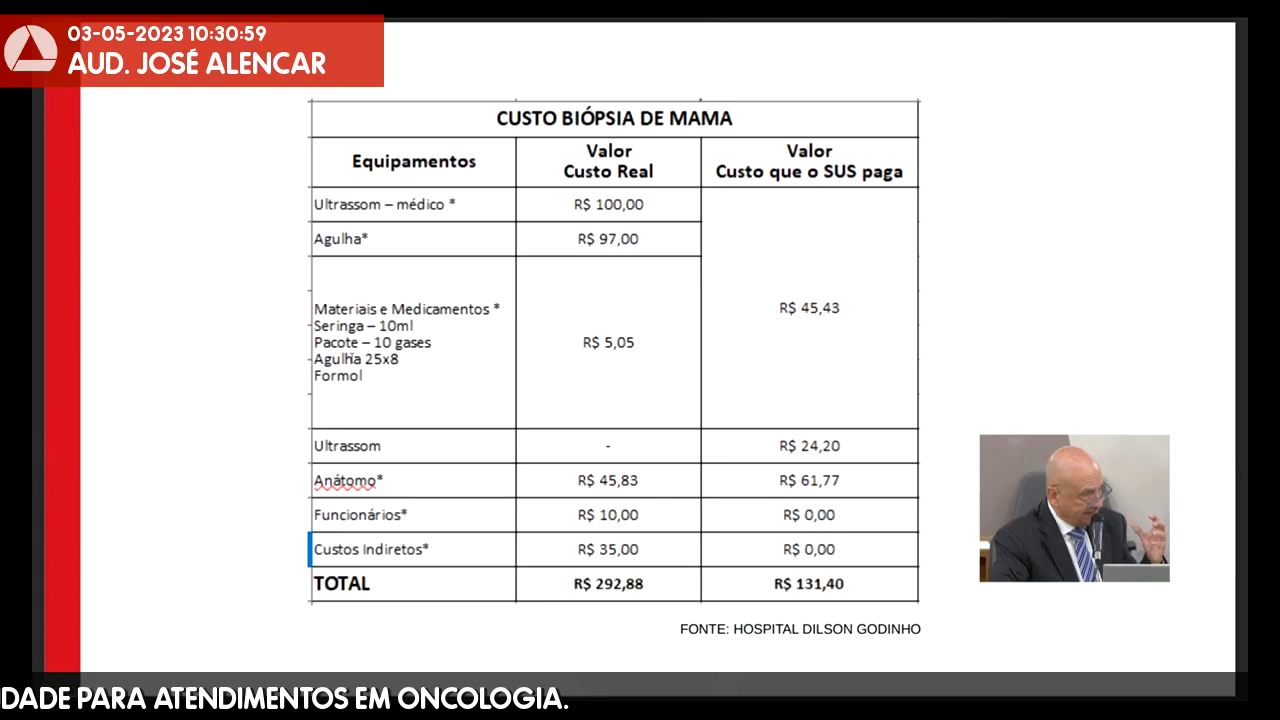 03-05-2023 10:30:59
AUD. JOSÉ ALENCAR
CUSTO BIÓPSIA DE MAMA
Equipamentos
Valor
Custo Real
Valor
Custo que o SUS paga
Ultrassom – médico *
R$ 100,00
Agulha*
R$ 97,00
Materiais e Medicamentos *
Seringa – 10ml
Pacote – 10 gases
Agulha 25x8
Formol
R$ 5,05
R$ 45,43
Ultrassom
-
R$ 24,20
Anátomo*
R$ 45,83
R$ 61,77
Funcionários*
R$ 10,00
R$ 0,00
Custos Indiretos*
R$ 35,00
R$ 0,00
TOTAL
R$ 292,88
R$ 131,40
FONTE: HOSPITAL DILSON GODINHO
DADE PARA ATENDIMENTOS EM ONCOLOGIA.